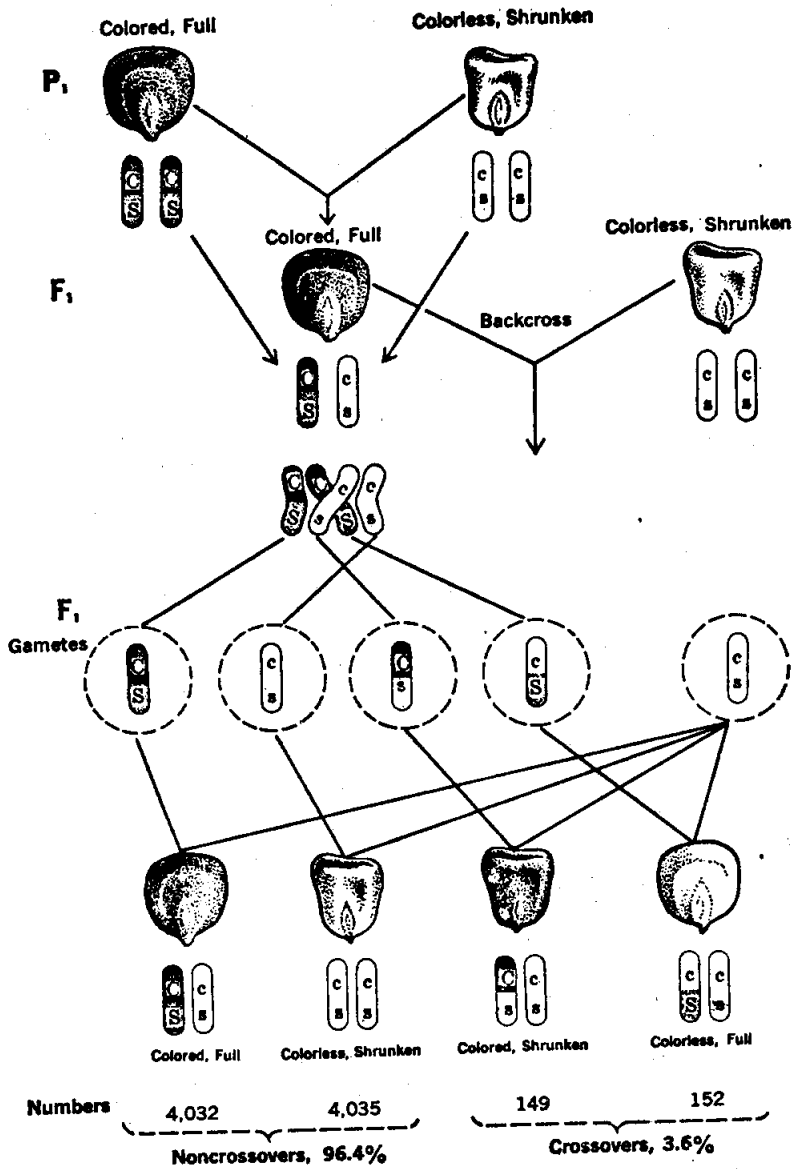 Colored, Full
Colorless, Shrunken
P₁
C C
S S
c c
s s
Colored, Full
Colorless, Shrunken
F₁
Backcross
C c
S s
c c
s s
C C c c
S s S s
F₁
Gametes
C c C c c
S s s S s
C c c c C c c c
S s s s s s S s
Colored, Full
Colorless, Shrunken
Colored, Shrunken
Colorless, Full
Numbers
4,032 4,035 149 152
Noncrossovers, 96.4%
Crossovers, 3.6%